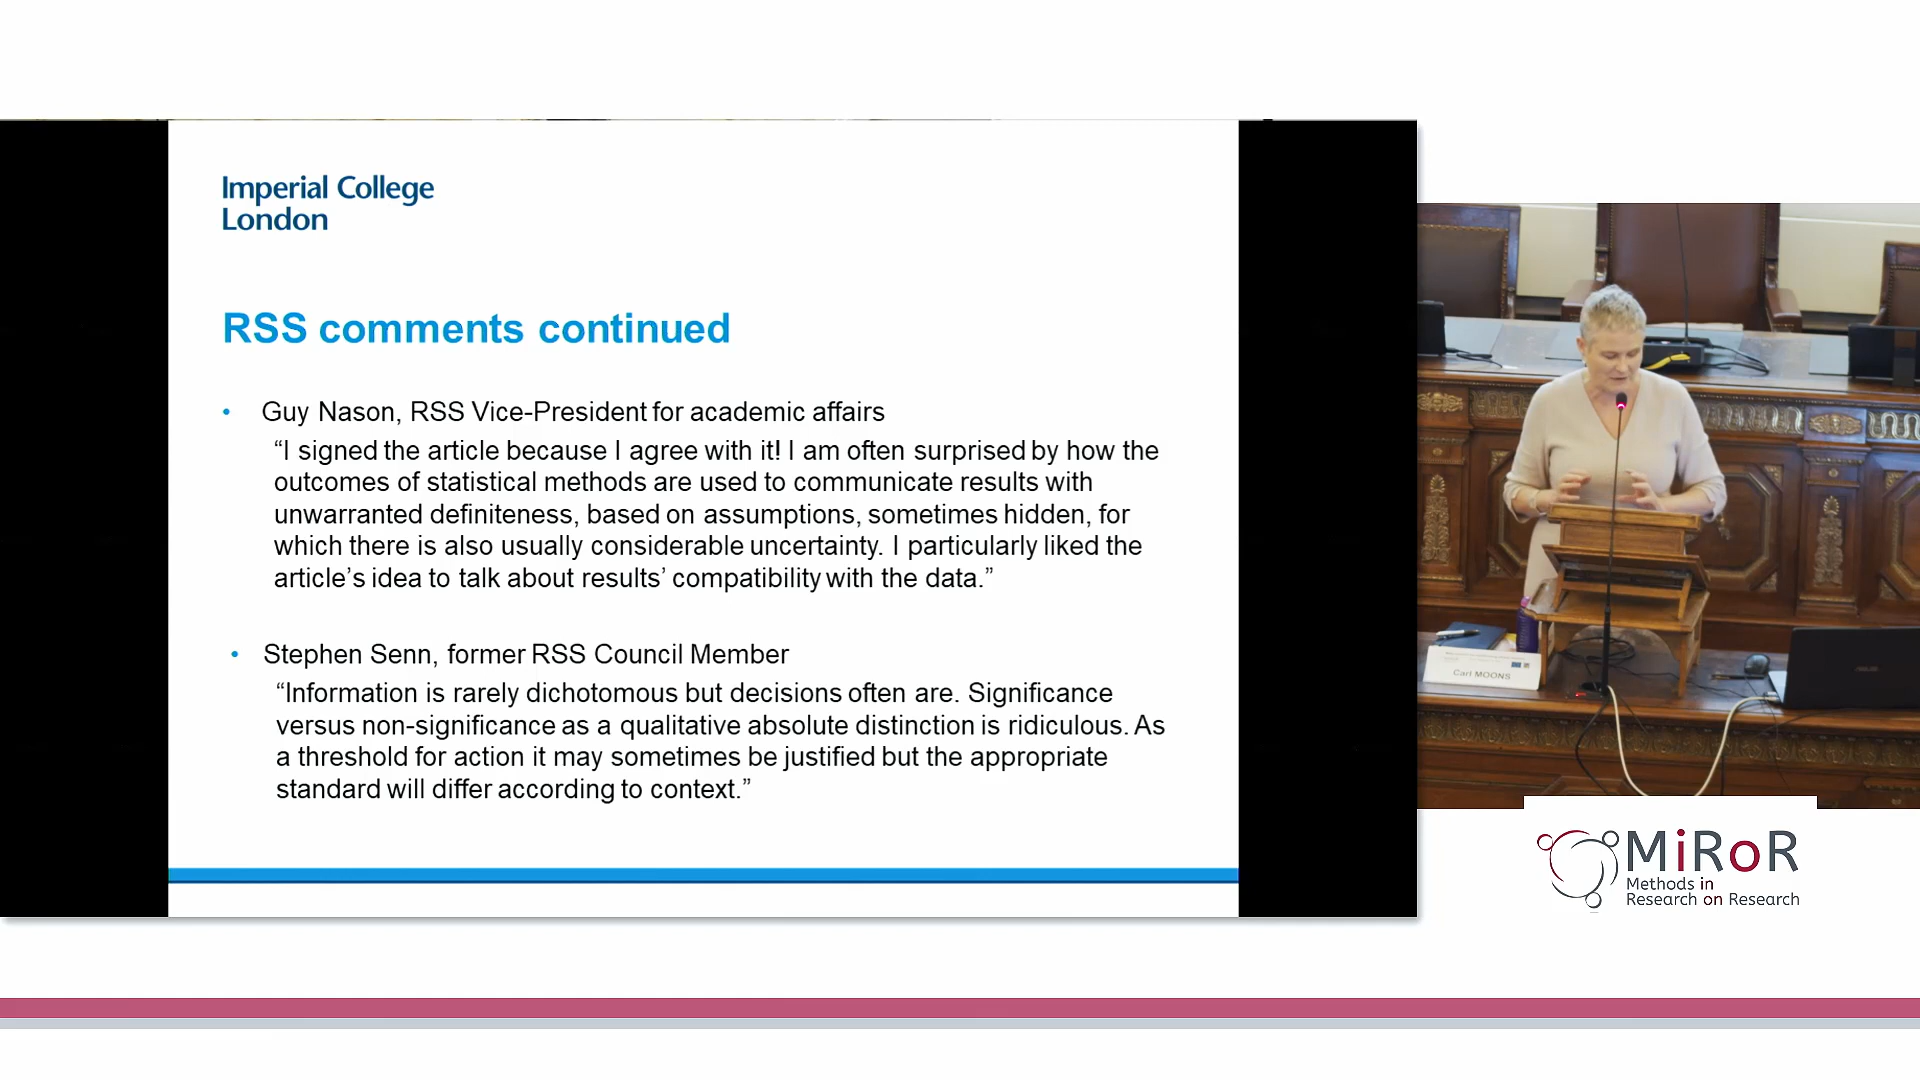 Imperial College
London
RSS comments continued
• Guy Nason, RSS Vice-President for academic affairs
“I signed the article because I agree with it! I am often surprised by how the
outcomes of statistical methods are used to communicate results with
unwarranted definiteness, based on assumptions, sometimes hidden, for
which there is also usually considerable uncertainty. I particularly liked the
article’s idea to talk about results’ compatibility with the data.”
• Stephen Senn, former RSS Council Member
“Information is rarely dichotomous but decisions often are. Significance
versus non-significance as a qualitative absolute distinction is ridiculous. As
a threshold for action it may sometimes be justified but the appropriate
standard will differ according to context.”
Carl MOONS
MiRoR
Methods in
Research on Research